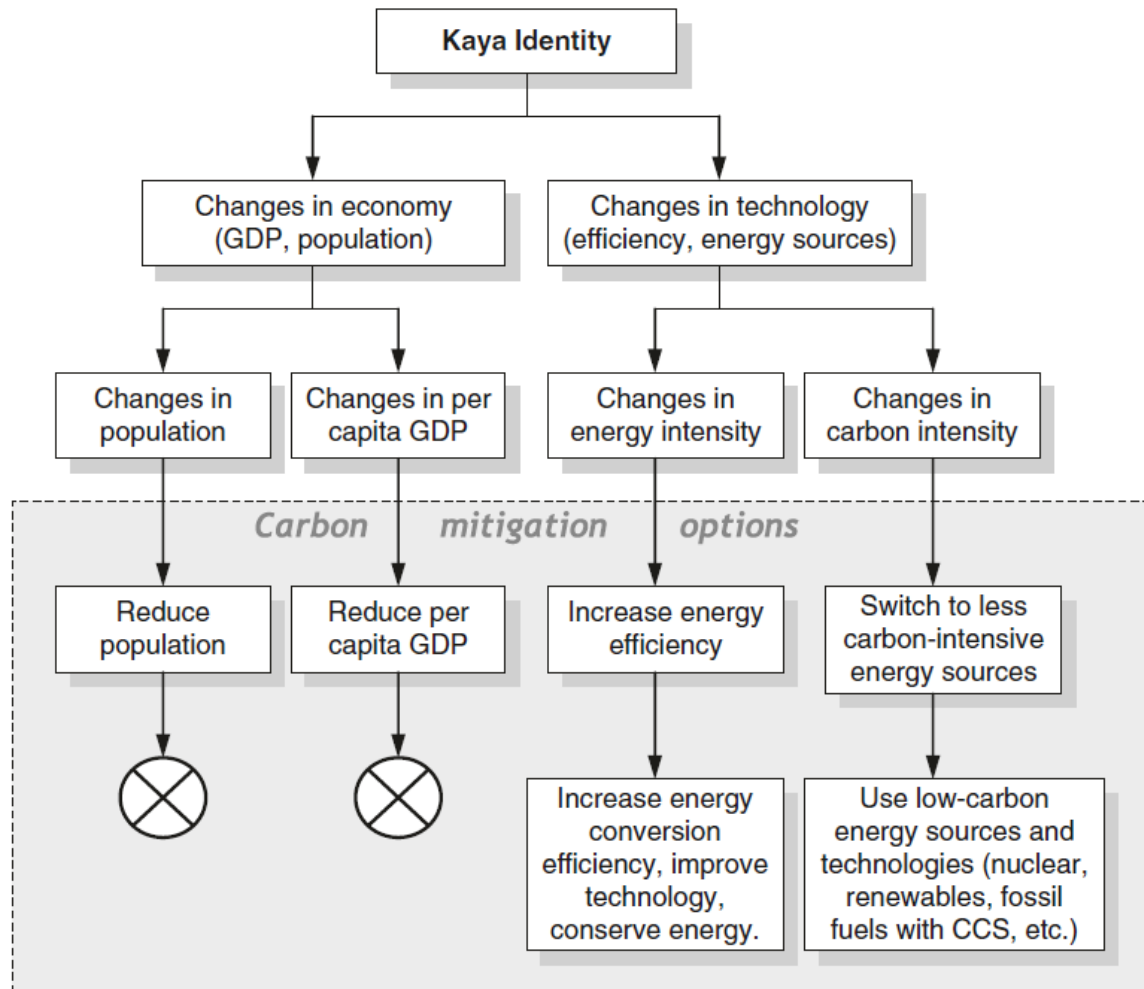 Kaya Identity
Changes in economy
(GDP, population)
Changes in technology
(efficiency, energy sources)
Changes in
population
Changes in per
capita GDP
Changes in
energy intensity
Changes in
carbon intensity
Carbon mitigation options
Reduce
population
Reduce per
capita GDP
Increase energy
efficiency
Switch to less
carbon-intensive
energy sources
Increase energy
conversion
efficiency, improve
technology,
conserve energy.
Use low-carbon
energy sources and
technologies (nuclear,
renewables, fossil
fuels with CCS, etc.)